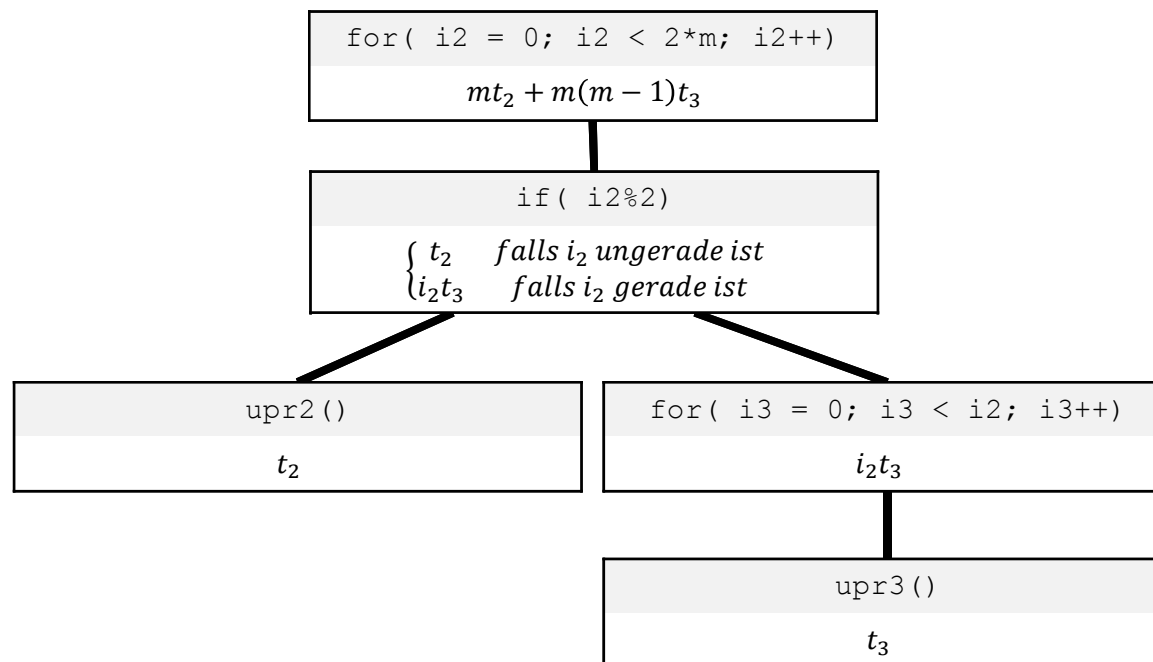 for( i2 = 0; i2 < 2*m; i2++)
mt₂ + m(m − 1)t₃
if( i2%2)
{ t₂ falls i₂ ungerade ist
i₂t₃ falls i₂ gerade ist
upr2()
t₂
for( i3 = 0; i3 < i2; i3++)
i₂t₃
upr3()
t₃